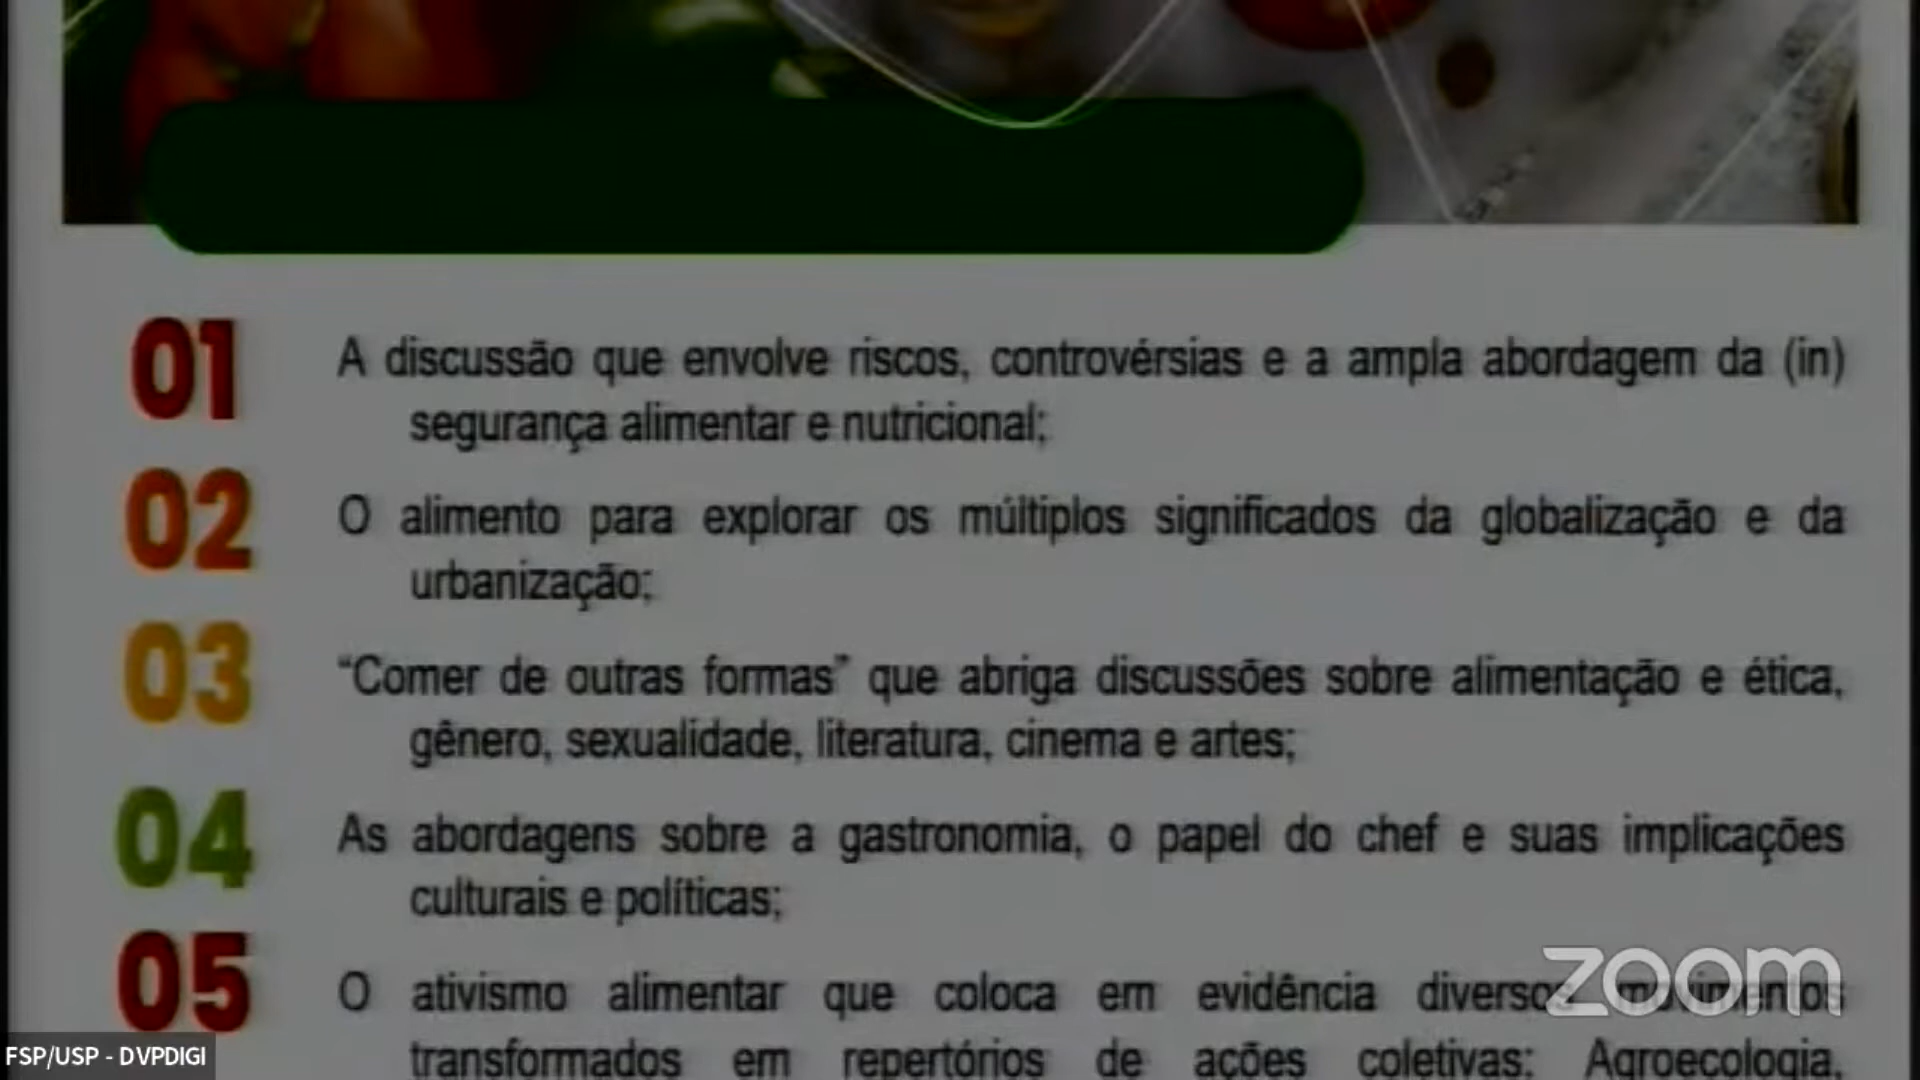 01
A discussão que envolve riscos, controvérsias e a ampla abordagem da (in)
segurança alimentar e nutricional;
02
O alimento para explorar os múltiplos significados da globalização e da
urbanização;
03
“Comer de outras formas” que abriga discussões sobre alimentação e ética,
gênero, sexualidade, literatura, cinema e artes;
04
As abordagens sobre a gastronomia, o papel do chef e suas implicações
culturais e políticas;
05
O ativismo alimentar que coloca em evidência diversos movimentos
transformados em repertórios de ações coletivas: Agroecologia,
zoom
FSP/USP - DVPDIGI